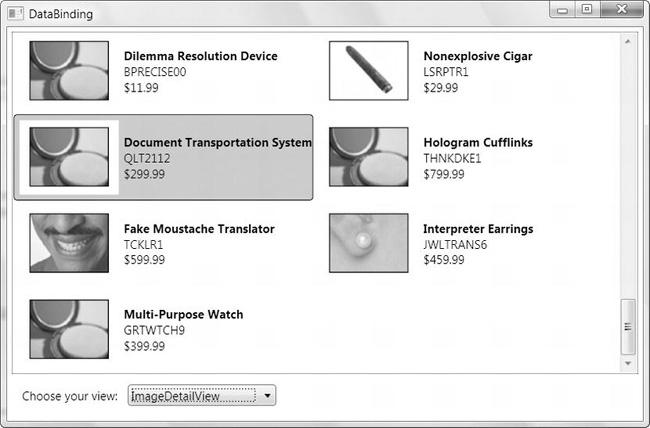 DataBinding
Dilemma Resolution Device
BPRECISE00
$11.99
Nonexplosive Cigar
LSRPTR1
$29.99
Document Transportation System
QLT2112
$299.99
Hologram Cufflinks
THNKDKE1
$799.99
Fake Moustache Translator
TCKLR1
$599.99
Interpreter Earrings
JWLTRANS6
$459.99
Multi-Purpose Watch
GRTWTCH9
$399.99
Choose your view: ImageDetailView